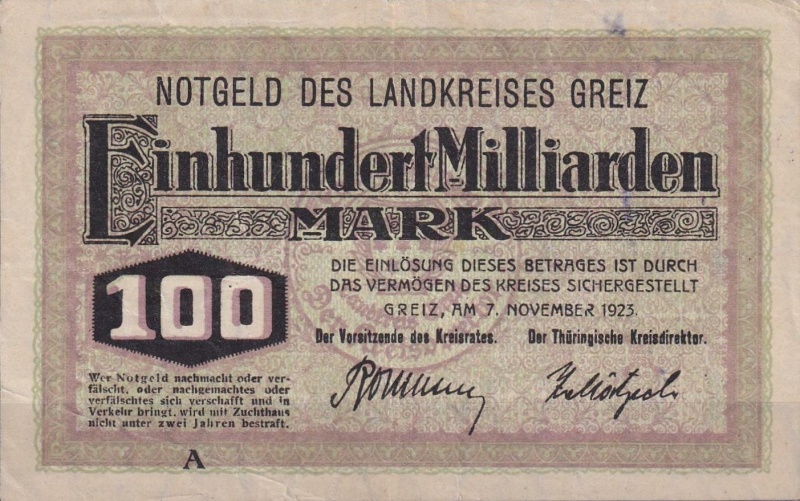 NOTGELD DES LANDKREISES GREIZ
Einhundert-Milliarden
MARK
100
DIE EINLÖSUNG DIESES BETRAGES IST DURCH
DAS VERMÖGEN DES KREISES SICHERGESTELLT
GREIZ, AM 7. NOVEMBER 1923.
Der Vorsitzende des Kreisrates. Der Thüringische Kreisdirektor.
Wer Notgeld nachmacht oder ver-
fälscht, oder nachgemachtes oder
verfälschtes sich verschafft und in
Verkehr bringt, wird mit Zuchthaus
nicht unter zwei Jahren bestraft.
A